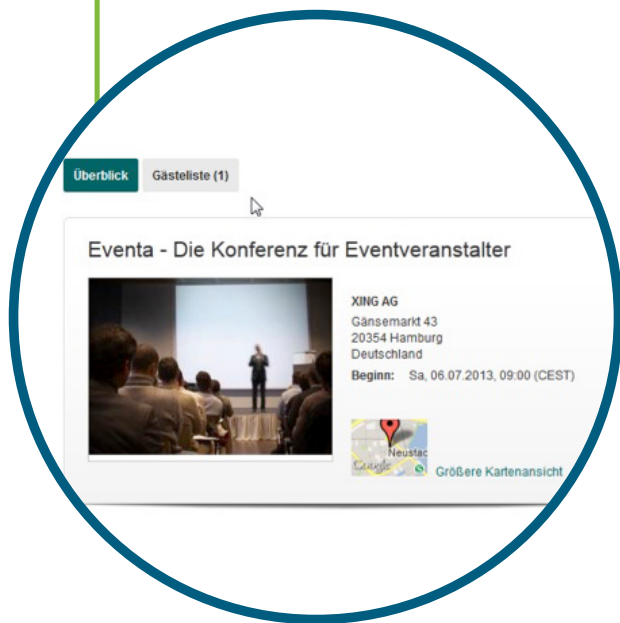 Überblick Gästeliste (1)
Eventa - Die Konferenz für Eventveranstalter
XING AG
Gänsemarkt 43
20354 Hamburg
Deutschland
Beginn: Sa, 06.07.2013, 09:00 (CEST)
Neustad
Google
Größere Kartenansicht